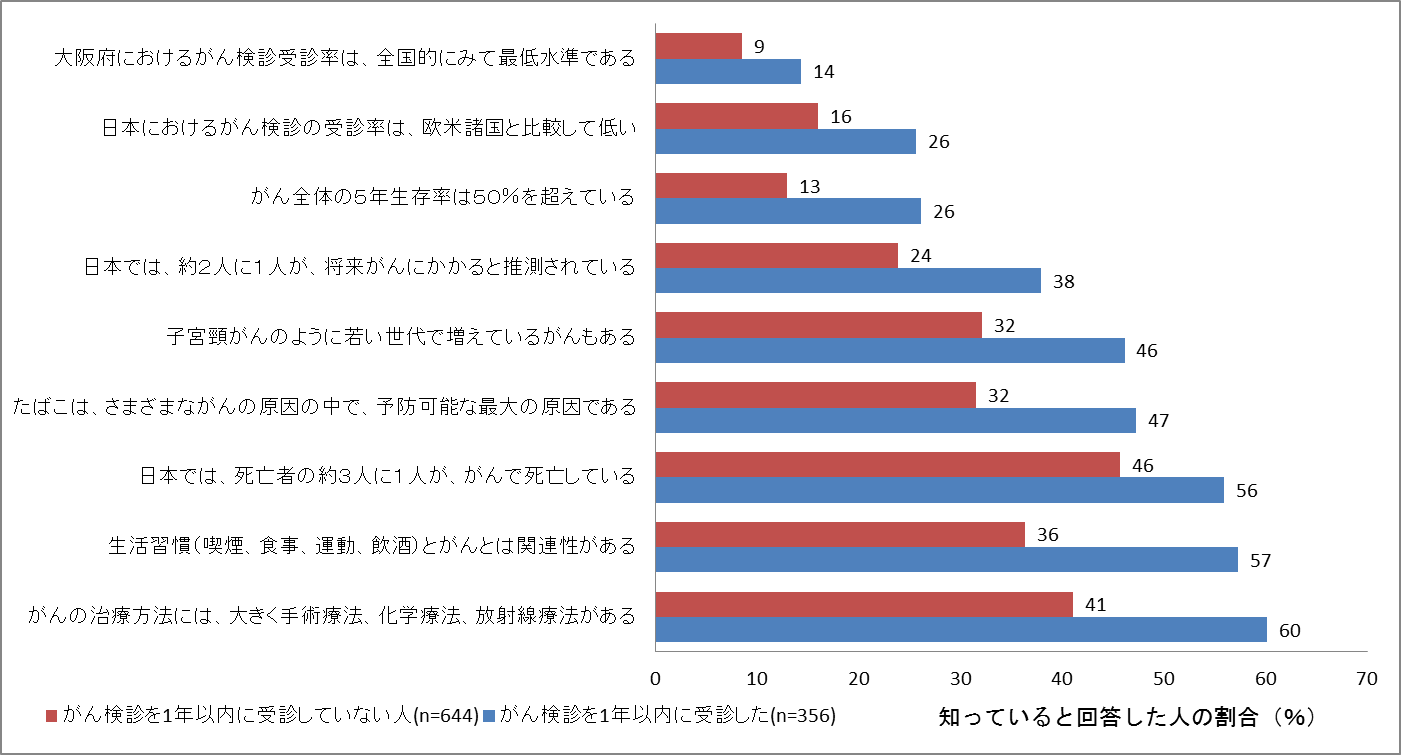 大阪府におけるがん検診受診率は、全国的にみて最低水準である
9
14
日本におけるがん検診の受診率は、欧米諸国と比較して低い
16
26
がん全体の５年生存率は５０％を超えている
13
26
日本では、約２人に１人が、将来がんにかかると推測されている
24
38
子宮頸がんのように若い世代で増えているがんもある
32
46
たばこは、さまざまながんの原因の中で、予防可能な最大の原因である
32
47
日本では、死亡者の約３人に１人が、がんで死亡している
46
56
生活習慣（喫煙、食事、運動、飲酒）とがんとは関連性がある
36
57
がんの治療方法には、大きく手術療法、化学療法、放射線療法がある
41
60
0 10 20 30 40 50 60 70
がん検診を1年以内に受診していない人(n=644) がん検診を1年以内に受診した(n=356)
知っていると回答した人の割合（％）